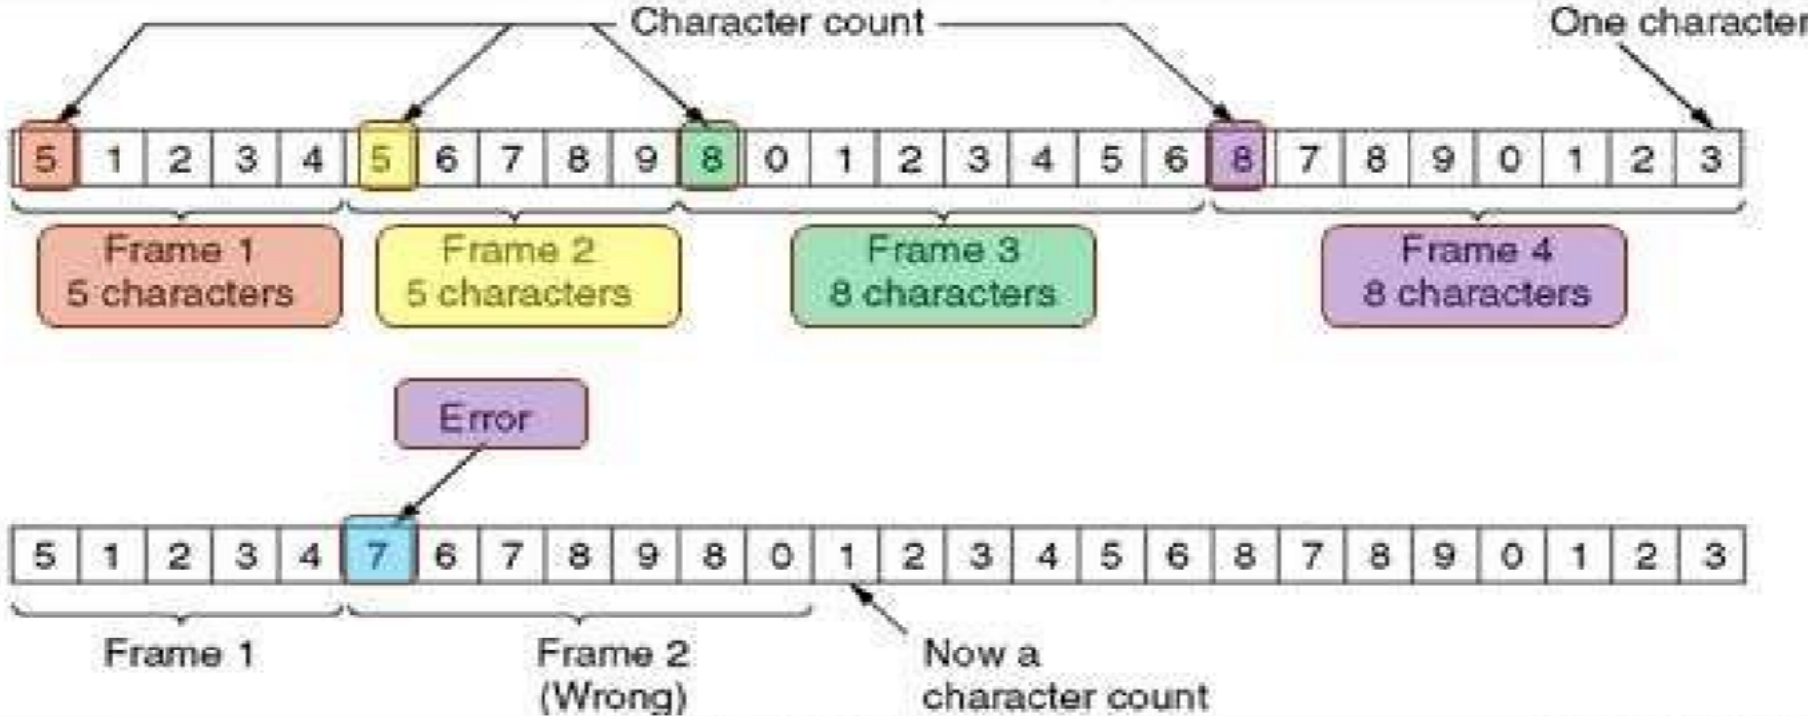 Character count
One character
5 1 2 3 4 5 6 7 8 9 8 0 1 2 3 4 5 6 8 7 8 9 0 1 2 3
Frame 1
5 characters
Frame 2
5 characters
Frame 3
8 characters
Frame 4
8 characters
Error
5 1 2 3 4 7 6 7 8 9 8 0 1 2 3 4 5 6 8 7 8 9 0 1 2 3
Frame 1
Frame 2
(Wrong)
Now a
character count